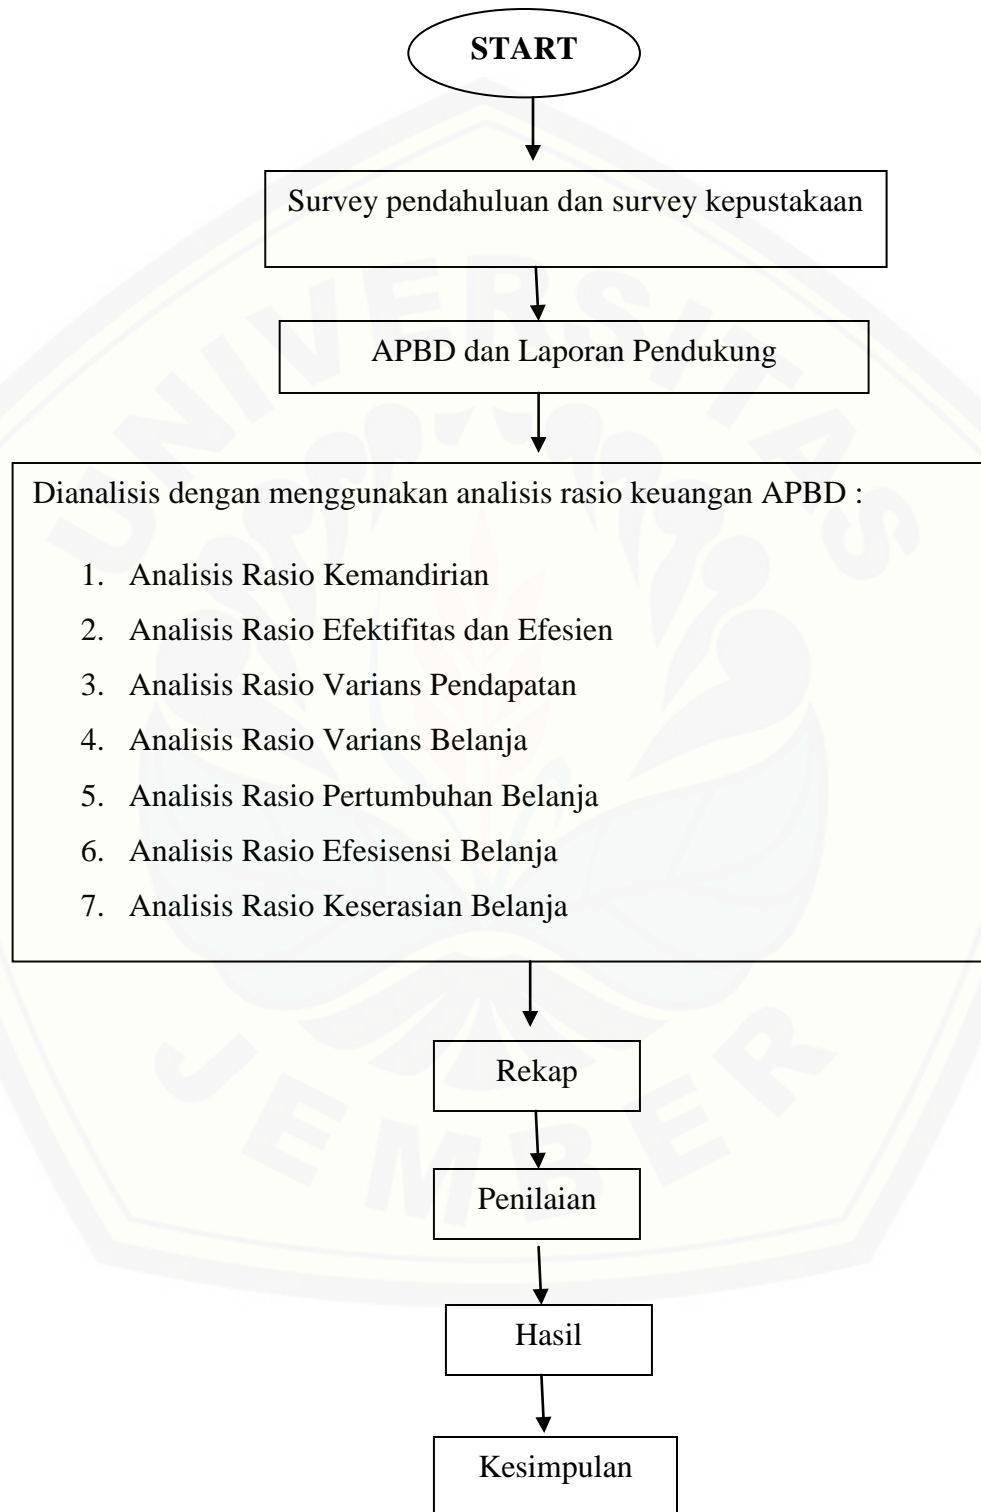 START
Survey pendahuluan dan survey kepustakaan
APBD dan Laporan Pendukung
Dianalisis dengan menggunakan analisis rasio keuangan APBD :
1. Analisis Rasio Kemandirian
2. Analisis Rasio Efektifitas dan Efesien
3. Analisis Rasio Varians Pendapatan
4. Analisis Rasio Varians Belanja
5. Analisis Rasio Pertumbuhan Belanja
6. Analisis Rasio Efesisensi Belanja
7. Analisis Rasio Keserasian Belanja
Rekap
Penilaian
Hasil
Kesimpulan
UNIVERSITAS
JEMBER